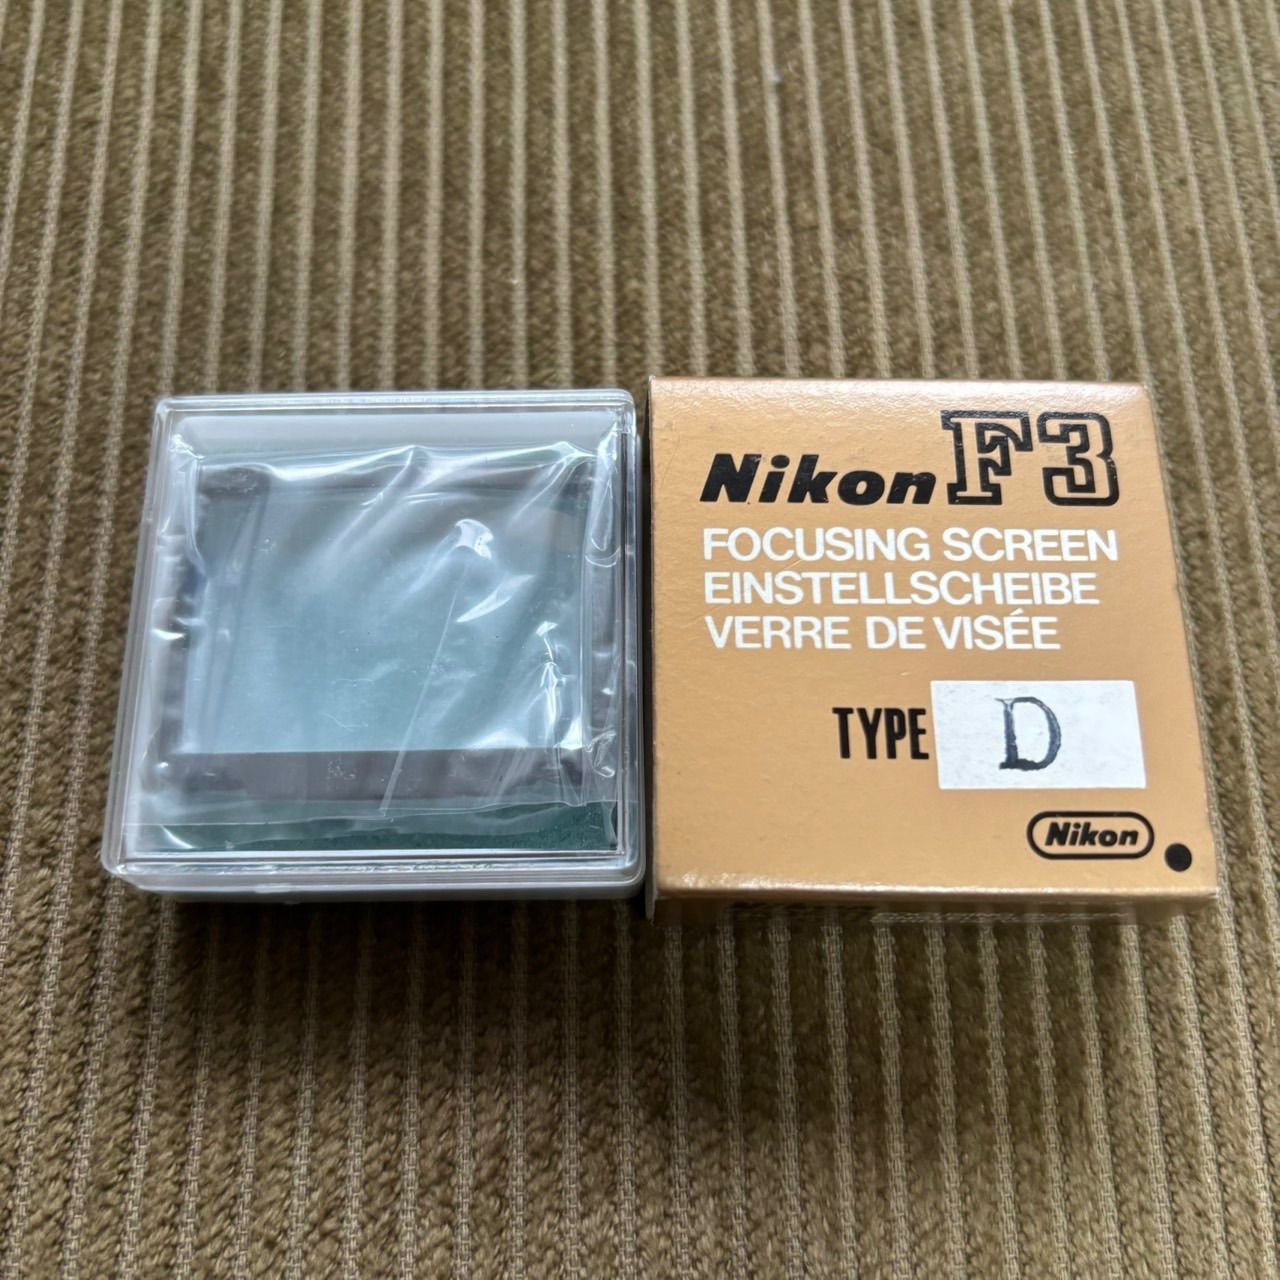 Nikon F3
FOCUSING SCREEN
EINSTELLSCHEIBE
VERRE DE VISÉE
TYPE D
Nikon